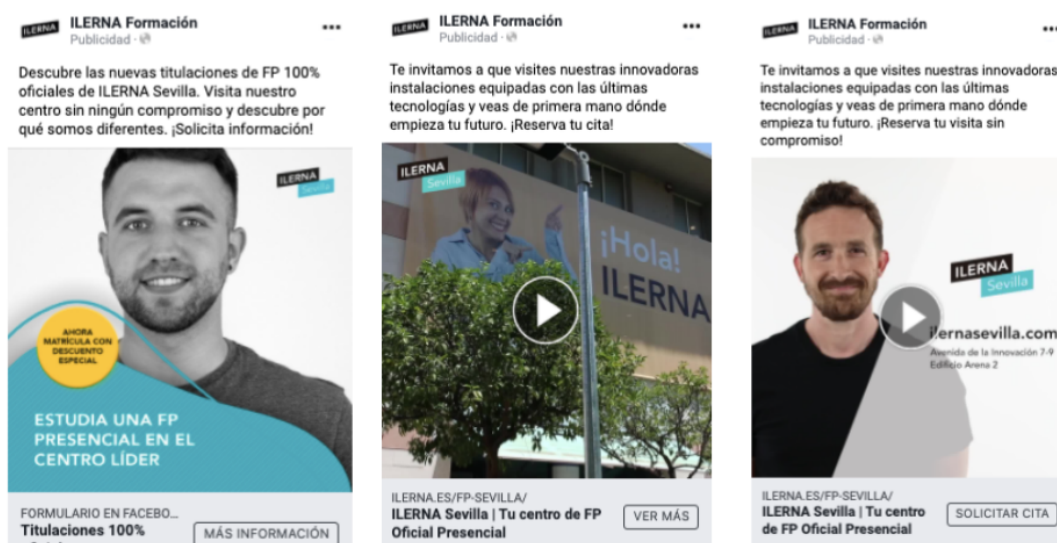 ILERNA
ILERNA Formación
Publicidad
Descubre las nuevas titulaciones de FP 100%
oficiales de ILERNA Sevilla. Visita nuestro
centro sin ningún compromiso y descubre por
qué somos diferentes. ¡Solicita información!
ILERNA
Sevilla
AHORA
MATRÍCULA CON
DESCUENTO
ESPECIAL
ESTUDIA UNA FP
PRESENCIAL EN EL
CENTRO LÍDER
FORMULARIO EN FACEBO...
Titulaciones 100%
MÁS INFORMACIÓN
ILERNA
ILERNA Formación
Publicidad
Te invitamos a que visites nuestras innovadoras
instalaciones equipadas con las últimas
tecnologías y veas de primera mano dónde
empieza tu futuro. ¡Reserva tu cita!
ILERNA
Sevilla
¡Hola!
ILERNA
ILERNA.ES/FP-SEVILLA/
ILERNA Sevilla | Tu centro de FP
Oficial Presencial
VER MÁS
ILERNA
ILERNA Formación
Publicidad
Te invitamos a que visites nuestras innovadoras
instalaciones equipadas con las últimas
tecnologías y veas de primera mano dónde
empieza tu futuro. ¡Reserva tu visita sin
compromiso!
ILERNA
Sevilla
ilernasevilla.com
Avenida de la Innovación 7-9
Edificio Arena 2
ILERNA.ES/FP-SEVILLA/
ILERNA Sevilla | Tu centro
de FP Oficial Presencial
SOLICITAR CITA